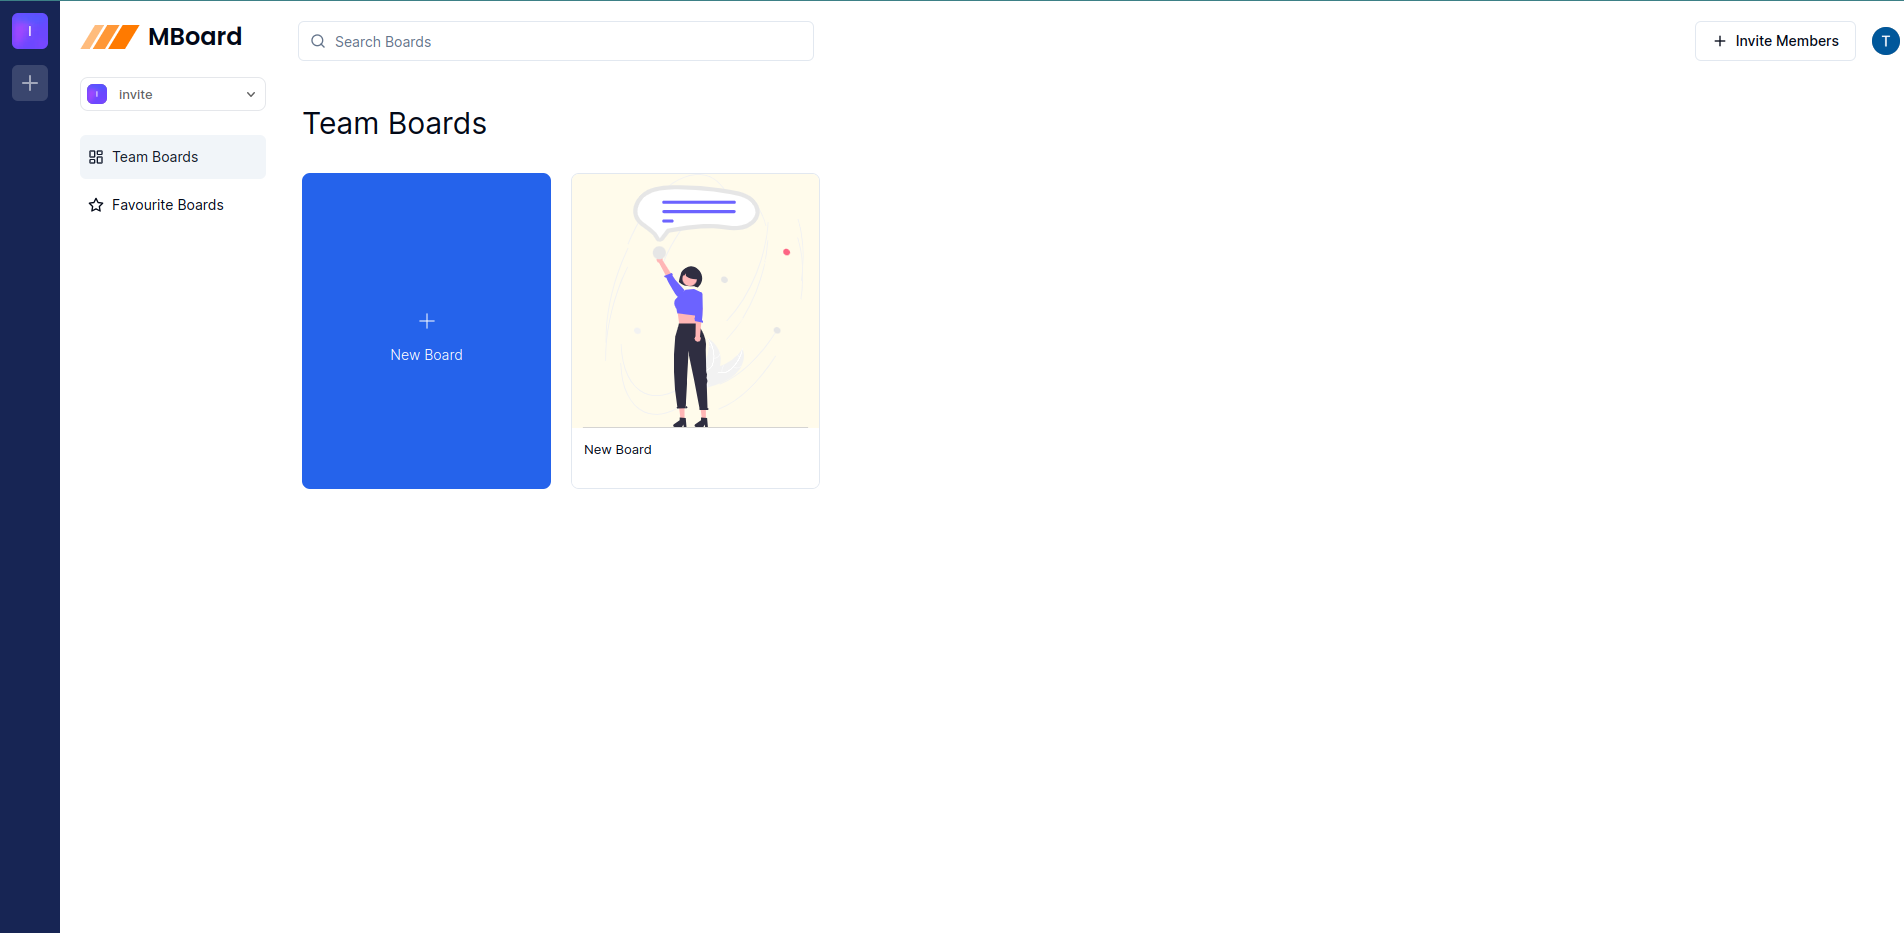 I
MBoard
Search Boards
Invite Members
T
I
invite
Team Boards
Favourite Boards
Team Boards
New Board
New Board